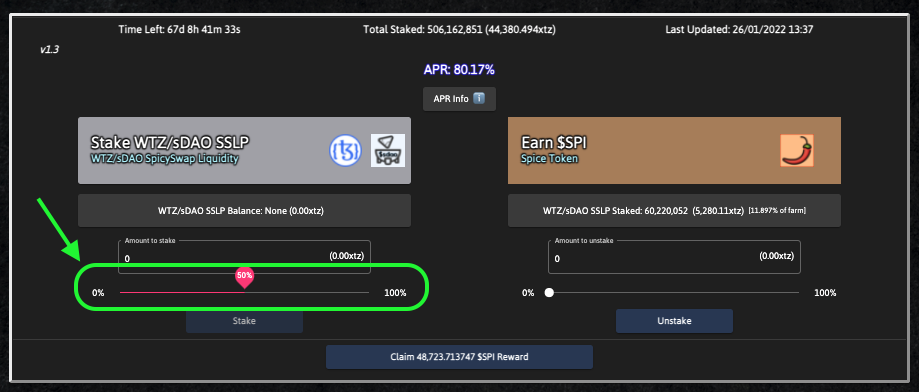 Time Left: 67d 8h 41m 33s Total Staked: 506,162,851 (44,380.494xtz) Last Updated: 26/01/2022 13:37
v1.3
APR: 80.17%
APR Info i
Stake WTZ/sDAO SSLP
WTZ/sDAO SpicySwap Liquidity
Earn $SPI
Spice Token
WTZ/sDAO SSLP Balance: None (0.00xtz)
WTZ/sDAO SSLP Staked: 60,220,052 (5,280.11xtz) [11.897% of farm]
Amount to stake
0 (0.00xtz)
Amount to unstake
0 (0.00xtz)
50%
0% 100%
0% 100%
Stake
Unstake
Claim 48,723.713747 $SPI Reward